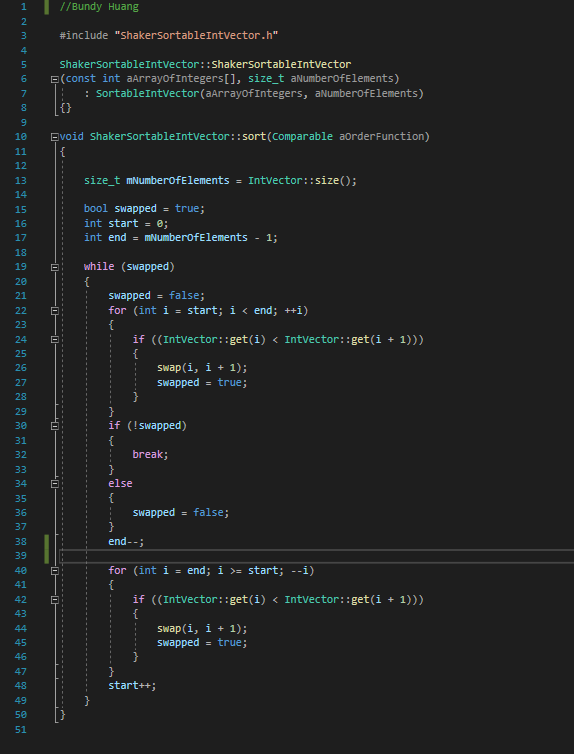 1 //Bundy Huang
2
3 #include "ShakerSortableIntVector.h"
4
5 ShakerSortableIntVector::ShakerSortableIntVector
6 (const int aArrayOfIntegers[], size_t aNumberOfElements)
7     : SortableIntVector(aArrayOfIntegers, aNumberOfElements)
8 {}
9
10 void ShakerSortableIntVector::sort(Comparable aOrderFunction)
11 {
12
13     size_t mNumberOfElements = IntVector::size();
14
15     bool swapped = true;
16     int start = 0;
17     int end = mNumberOfElements - 1;
18
19     while (swapped)
20     {
21         swapped = false;
22         for (int i = start; i < end; ++i)
23         {
24             if ((IntVector::get(i) < IntVector::get(i + 1)))
25             {
26                 swap(i, i + 1);
27                 swapped = true;
28             }
29         }
30         if (!swapped)
31         {
32             break;
33         }
34         else
35         {
36             swapped = false;
37         }
38         end--;
39
40         for (int i = end; i >= start; --i)
41         {
42             if ((IntVector::get(i) < IntVector::get(i + 1)))
43             {
44                 swap(i, i + 1);
45                 swapped = true;
46             }
47         }
48         start++;
49     }
50 }
51